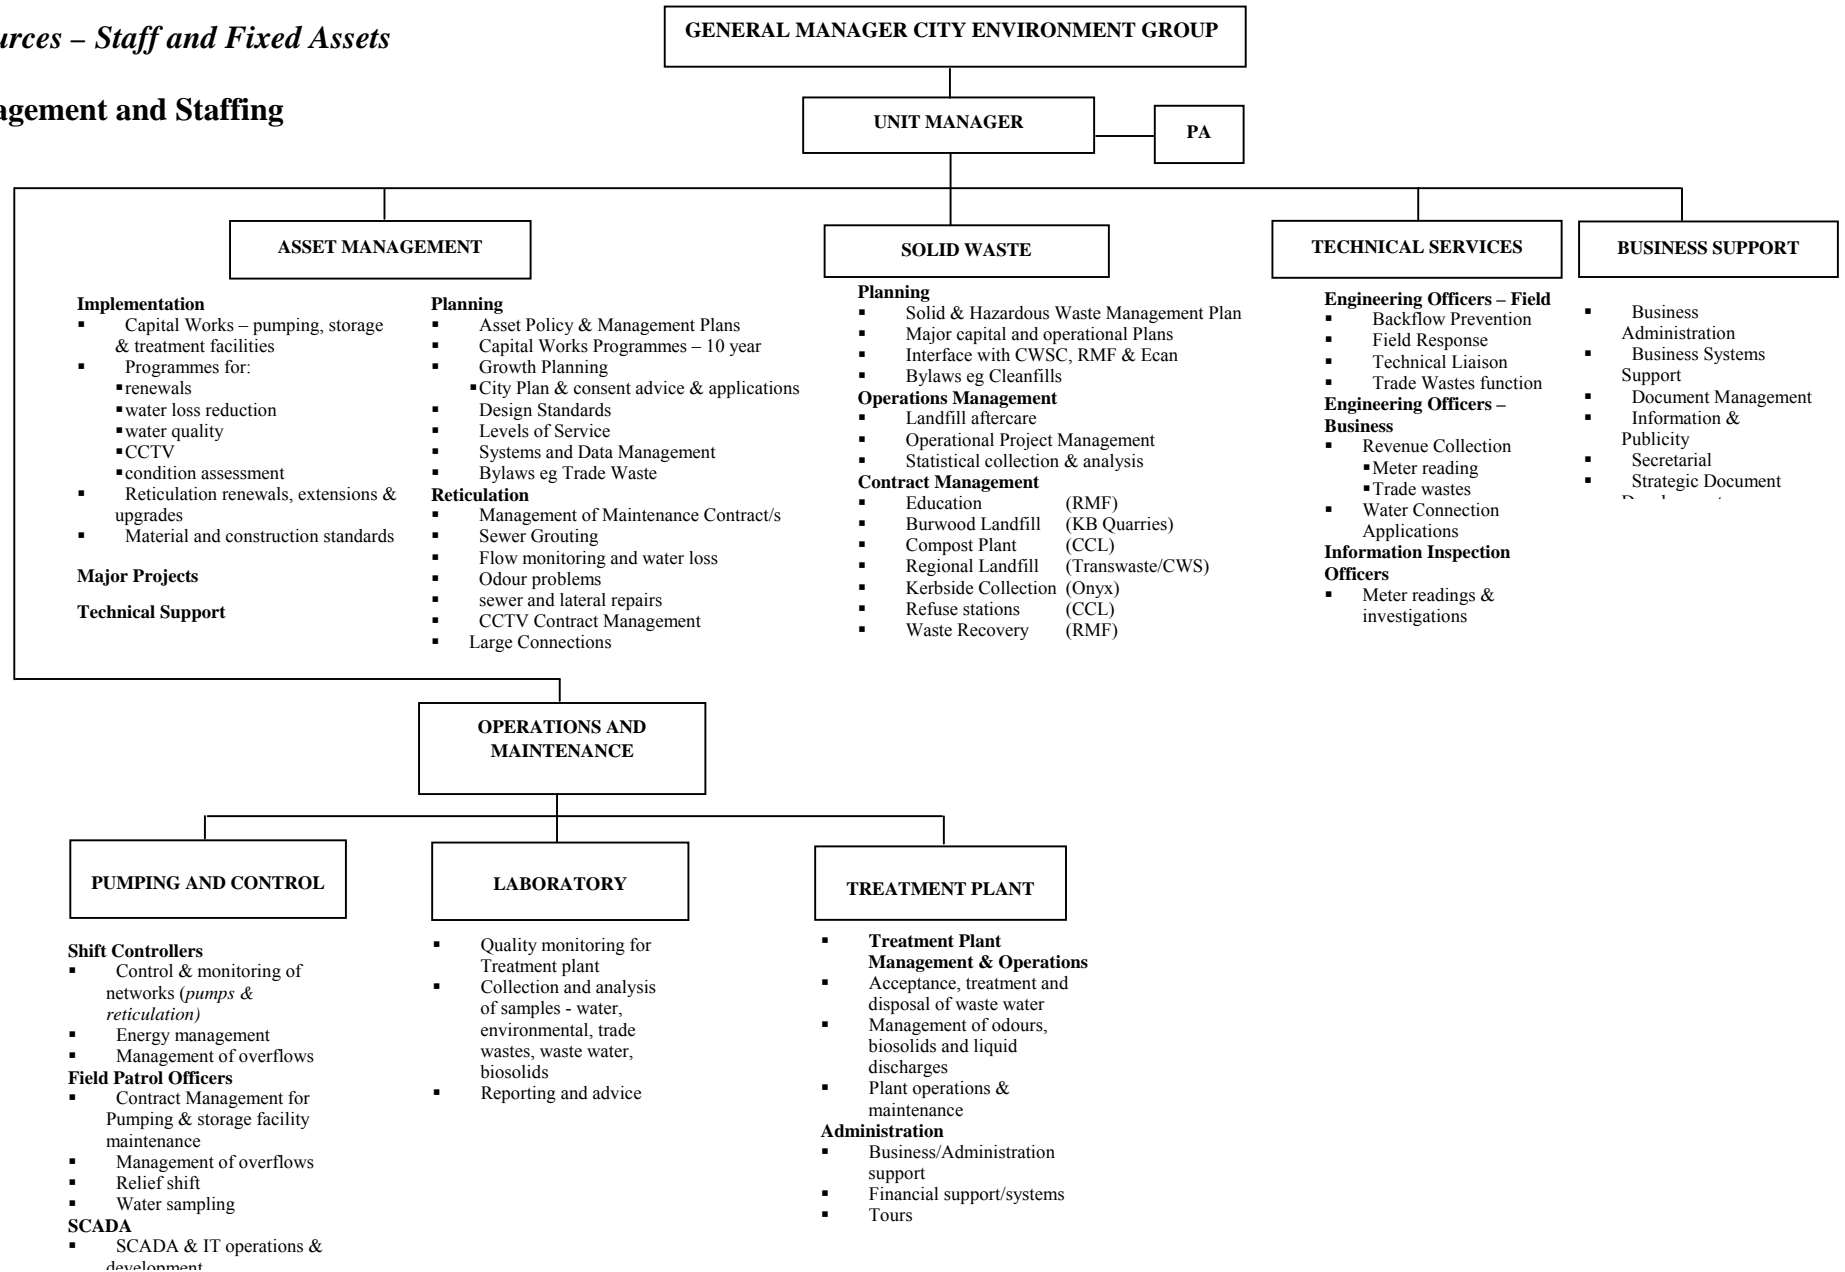 urces – Staff and Fixed Assets
agement and Staffing
GENERAL MANAGER CITY ENVIRONMENT GROUP
UNIT MANAGER
PA
ASSET MANAGEMENT
Implementation
▪ Capital Works – pumping, storage
& treatment facilities
▪ Programmes for:
▪renewals
▪water loss reduction
▪water quality
▪CCTV
▪condition assessment
▪ Reticulation renewals, extensions &
upgrades
▪ Material and construction standards
Major Projects
Technical Support
Planning
▪ Asset Policy & Management Plans
▪ Capital Works Programmes – 10 year
▪ Growth Planning
▪City Plan & consent advice & applications
▪ Design Standards
▪ Levels of Service
▪ Systems and Data Management
▪ Bylaws eg Trade Waste
Reticulation
▪ Management of Maintenance Contract/s
▪ Sewer Grouting
▪ Flow monitoring and water loss
▪ Odour problems
▪ sewer and lateral repairs
▪ CCTV Contract Management
▪ Large Connections
SOLID WASTE
Planning
▪ Solid & Hazardous Waste Management Plan
▪ Major capital and operational Plans
▪ Interface with CWSC, RMF & Ecan
▪ Bylaws eg Cleanfills
Operations Management
▪ Landfill aftercare
▪ Operational Project Management
▪ Statistical collection & analysis
Contract Management
▪ Education (RMF)
▪ Burwood Landfill (KB Quarries)
▪ Compost Plant (CCL)
▪ Regional Landfill (Transwaste/CWS)
▪ Kerbside Collection (Onyx)
▪ Refuse stations (CCL)
▪ Waste Recovery (RMF)
TECHNICAL SERVICES
Engineering Officers – Field
▪ Backflow Prevention
▪ Field Response
▪ Technical Liaison
▪ Trade Wastes function
Engineering Officers –
Business
▪ Revenue Collection
▪Meter reading
▪Trade wastes
▪ Water Connection
Applications
Information Inspection
Officers
▪ Meter readings &
investigations
BUSINESS SUPPORT
▪ Business
Administration
▪ Business Systems
Support
▪ Document Management
▪ Information &
Publicity
▪ Secretarial
▪ Strategic Document
OPERATIONS AND
MAINTENANCE
PUMPING AND CONTROL
Shift Controllers
▪ Control & monitoring of
networks (pumps &
reticulation)
▪ Energy management
▪ Management of overflows
Field Patrol Officers
▪ Contract Management for
Pumping & storage facility
maintenance
▪ Management of overflows
▪ Relief shift
▪ Water sampling
SCADA
▪ SCADA & IT operations &
development
LABORATORY
▪ Quality monitoring for
Treatment plant
▪ Collection and analysis
of samples - water,
environmental, trade
wastes, waste water,
biosolids
▪ Reporting and advice
TREATMENT PLANT
▪ Treatment Plant
Management & Operations
▪ Acceptance, treatment and
disposal of waste water
▪ Management of odours,
biosolids and liquid
discharges
▪ Plant operations &
maintenance
Administration
▪ Business/Administration
support
▪ Financial support/systems
▪ Tours